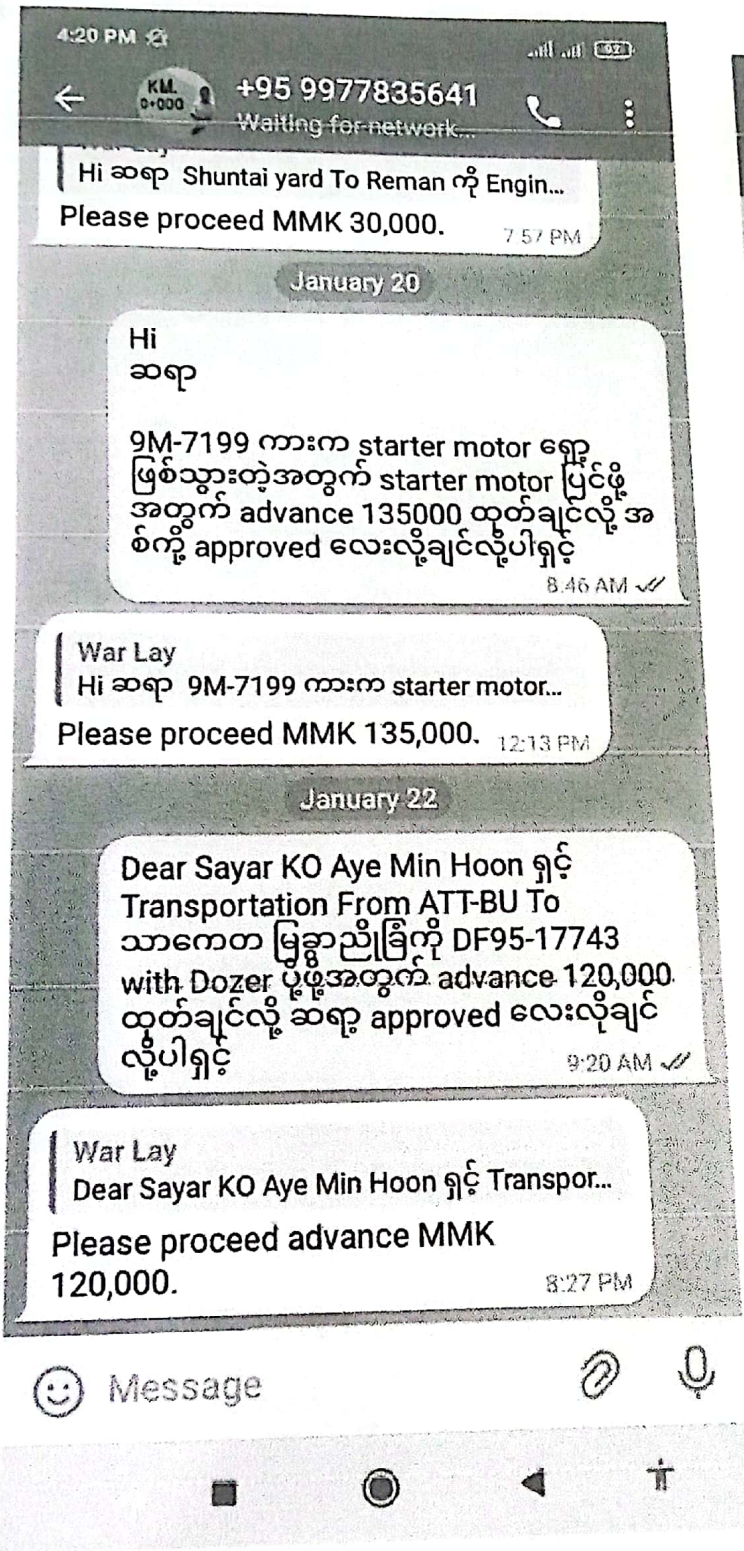 4:20 PM
92
KM.
0+000
+95 9977835641
Waiting for network...
Hi ဆရာ Shuntai yard To Reman ကို Engin...
Please proceed MMK 30,000.
7:57 PM
January 20
Hi
ဆရာ
9M-7199 ကားက starter motor ရှော့
ဖြစ်သွားတဲ့အတွက် starter motor ပြင်ဖို့
အတွက် advance 135000 ထုတ်ချင်လို့ အ
စ်ကို့ approved လေးလို့ချင်လို့ပါရှင့်
8:46 AM
War Lay
Hi ဆရာ 9M-7199 ကားက starter motor...
Please proceed MMK 135,000.
12:13 PM
January 22
Dear Sayar KO Aye Min Hoon ရှင့်
Transportation From ATT-BU To
သာကေတ မြခွာညိုခြံကို DF95-17743
with Dozer ပို့ဖို့အတွက် advance 120,000
ထုတ်ချင်လို့ ဆရာ့ approved လေးလိုချင်
လို့ပါရှင့်
9:20 AM
War Lay
Dear Sayar KO Aye Min Hoon ရှင့် Transpor...
Please proceed advance MMK
120,000.
8:27 PM
Message